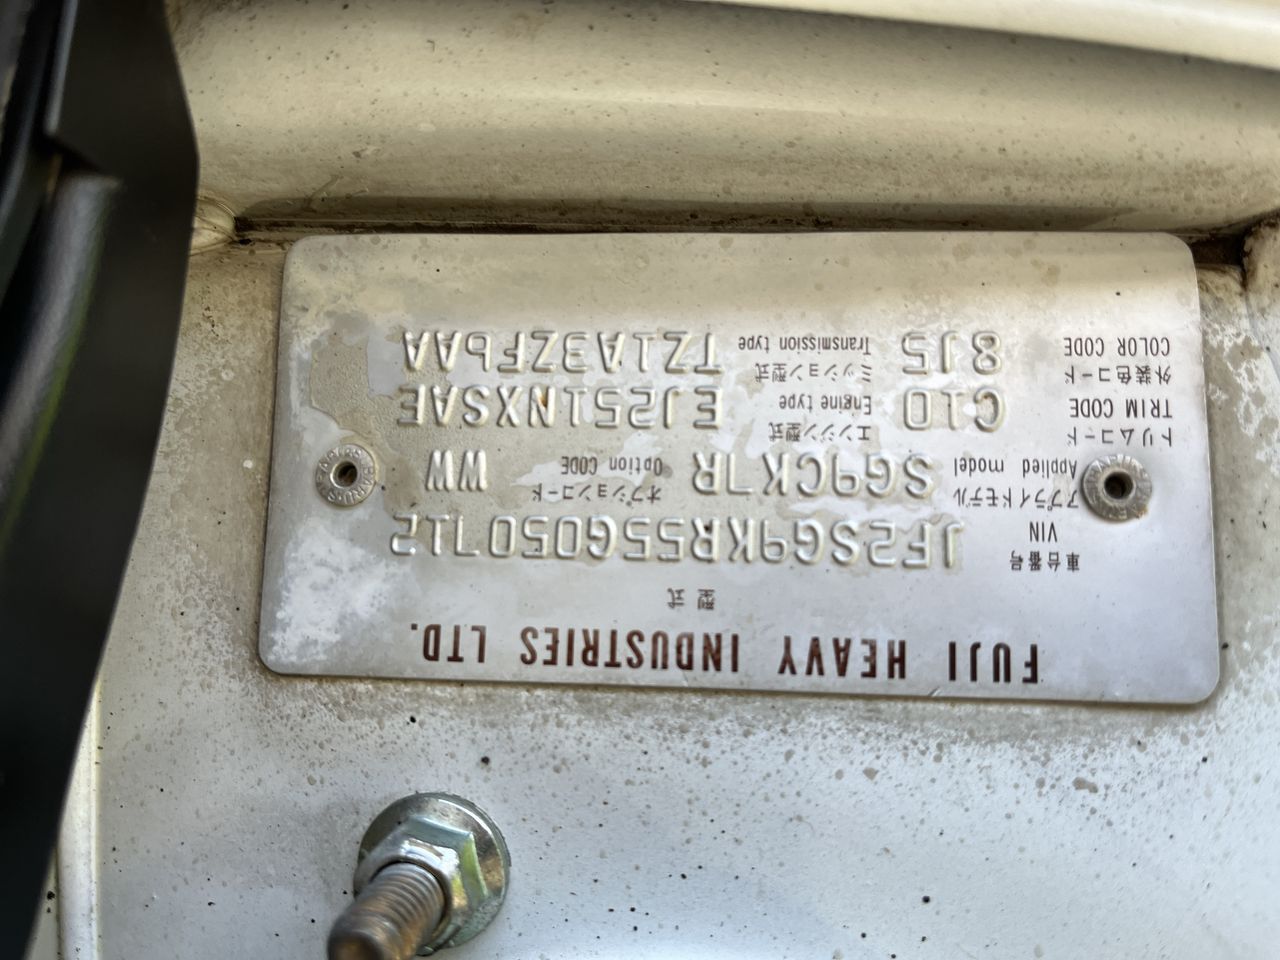 FUJI HEAVY INDUSTRIES LTD.
型式
車台番号
VIN JF2SG9KR55G050712
アプライドモデル オプションコード
Applied model SG9CK7R Option CODE WW
トリムコード エンジン型式
TRIM CODE C10 Engine type EJ251NXSAE
外装色コード ミッション型式
COLOR CODE 8J5 Transmission type TZ1A3ZFbAA